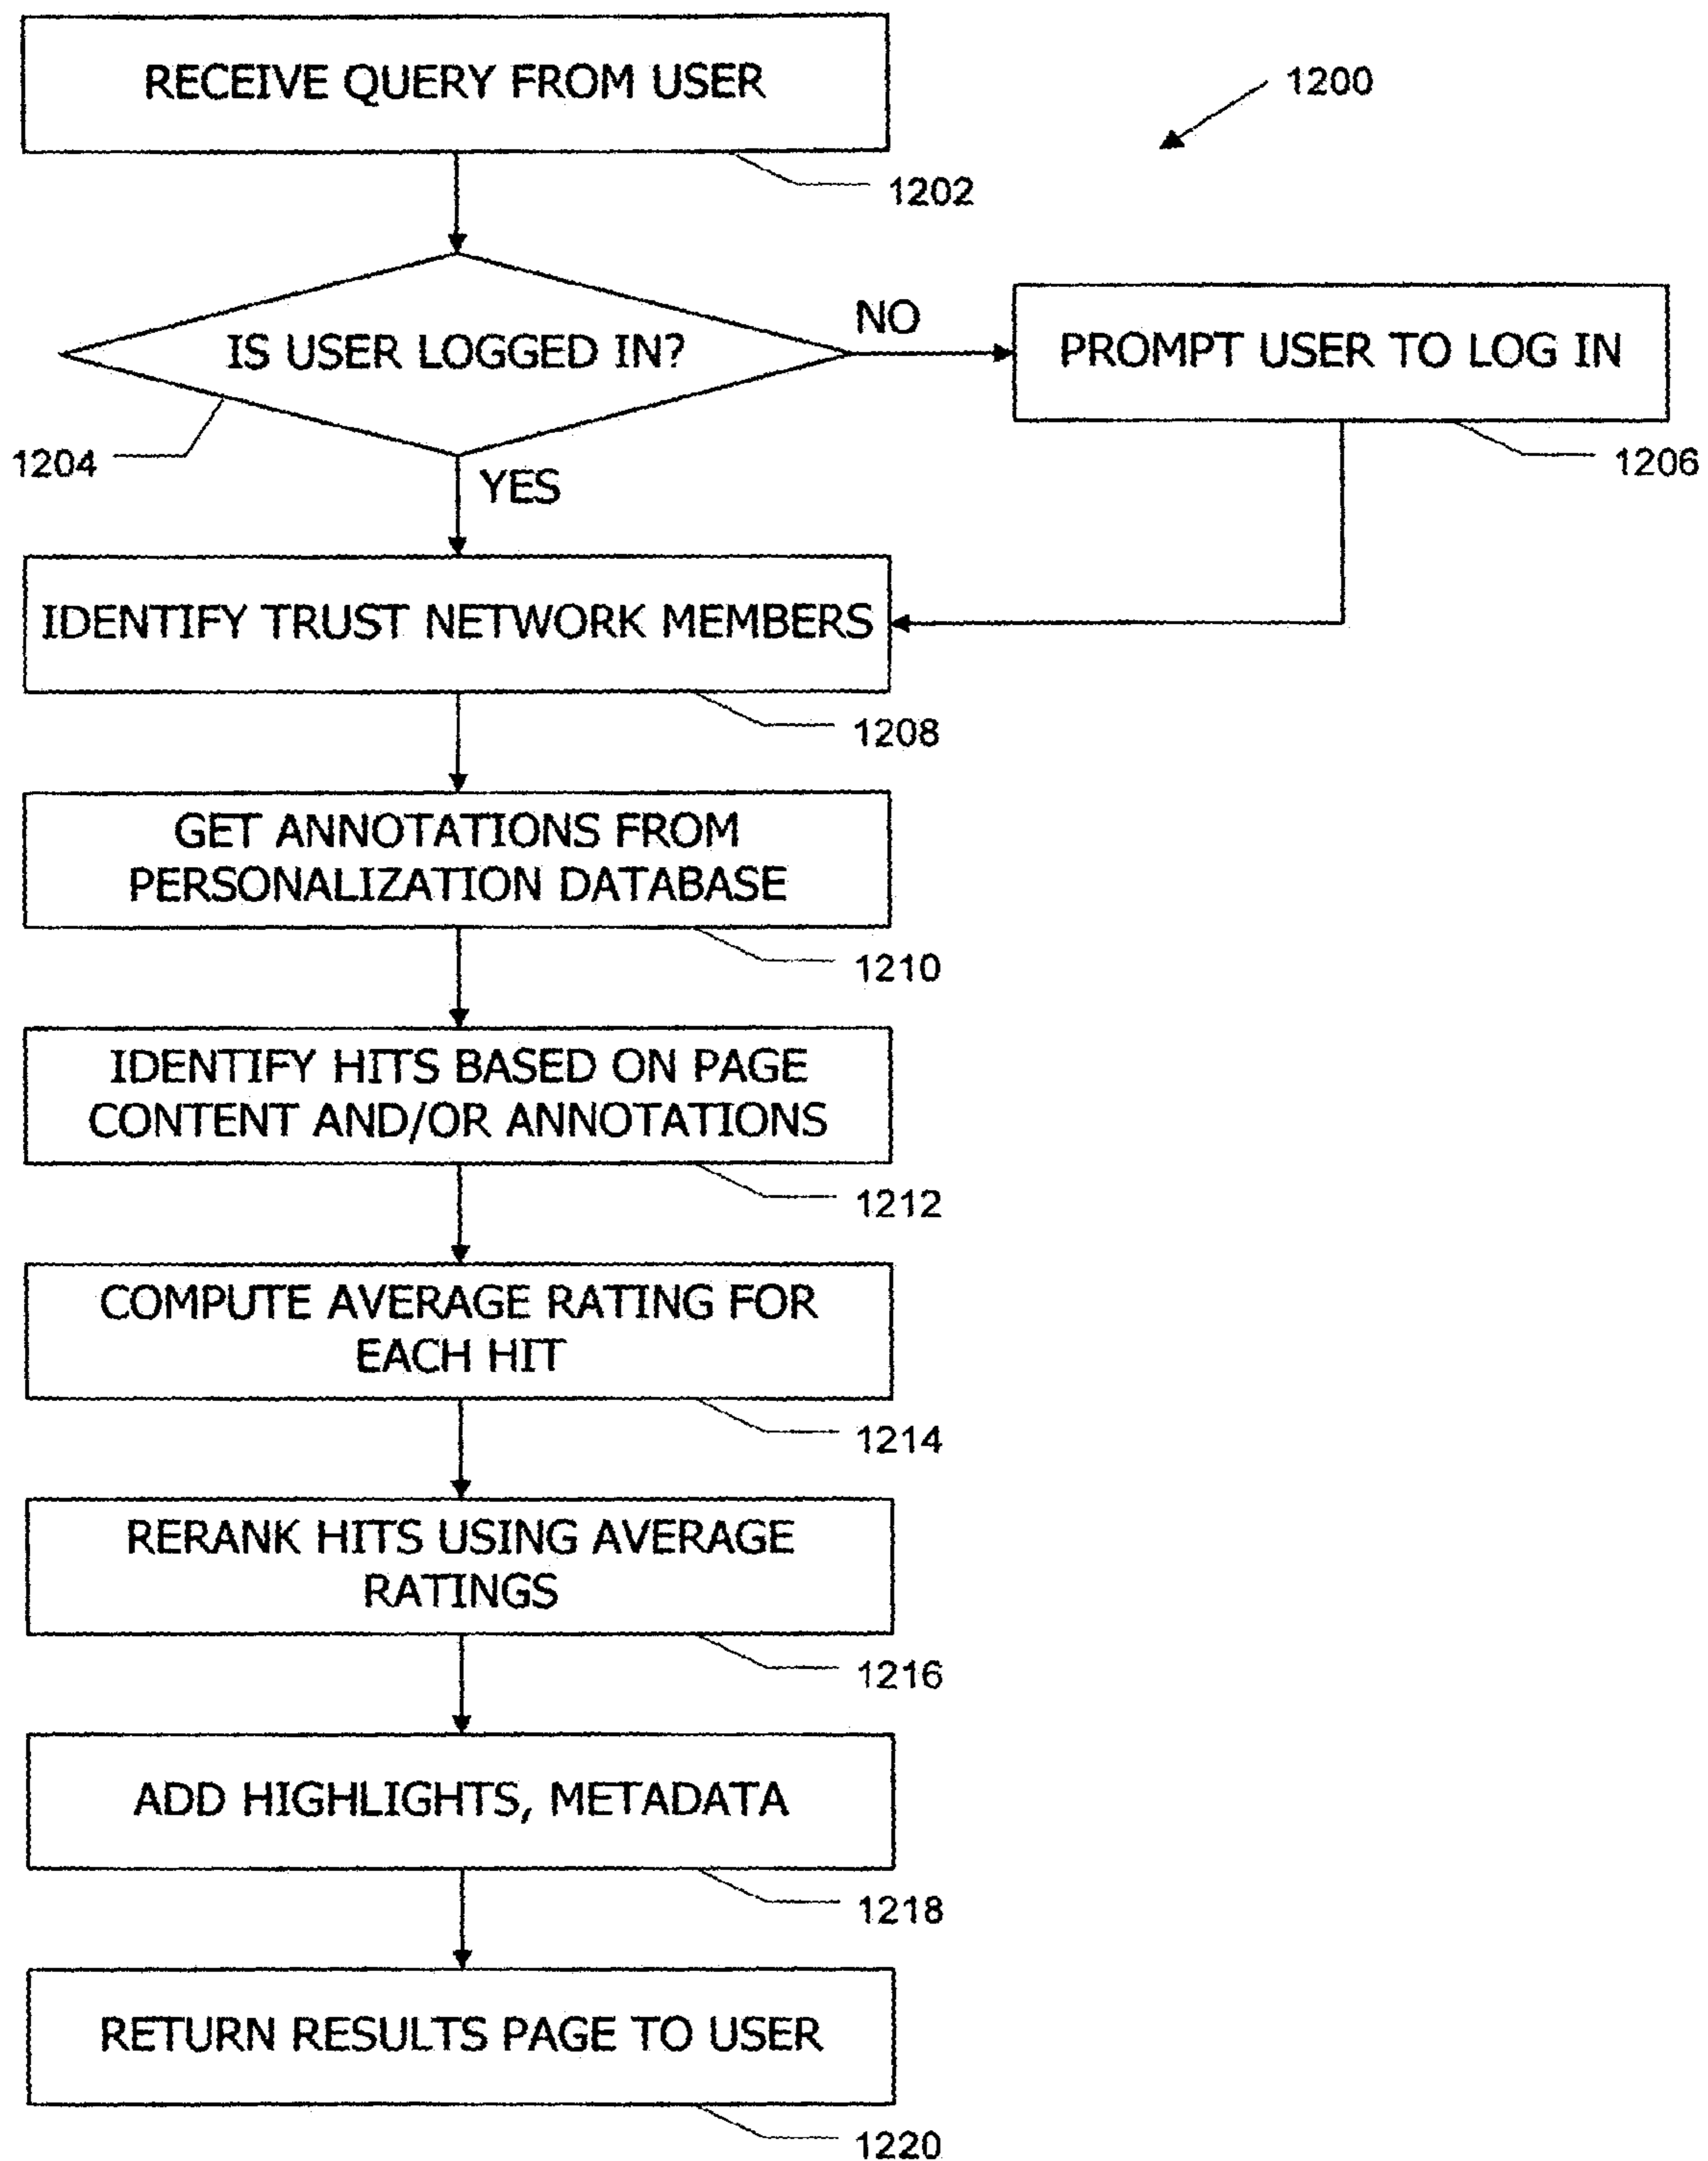 RECEIVE QUERY FROM USER
1200
1202
IS USER LOGGED IN?
NO
PROMPT USER TO LOG IN
1204
YES
1206
IDENTIFY TRUST NETWORK MEMBERS
1208
GET ANNOTATIONS FROM
PERSONALIZATION DATABASE
1210
IDENTIFY HITS BASED ON PAGE
CONTENT AND/OR ANNOTATIONS
1212
COMPUTE AVERAGE RATING FOR
EACH HIT
1214
RERANK HITS USING AVERAGE
RATINGS
1216
ADD HIGHLIGHTS, METADATA
1218
RETURN RESULTS PAGE TO USER
1220